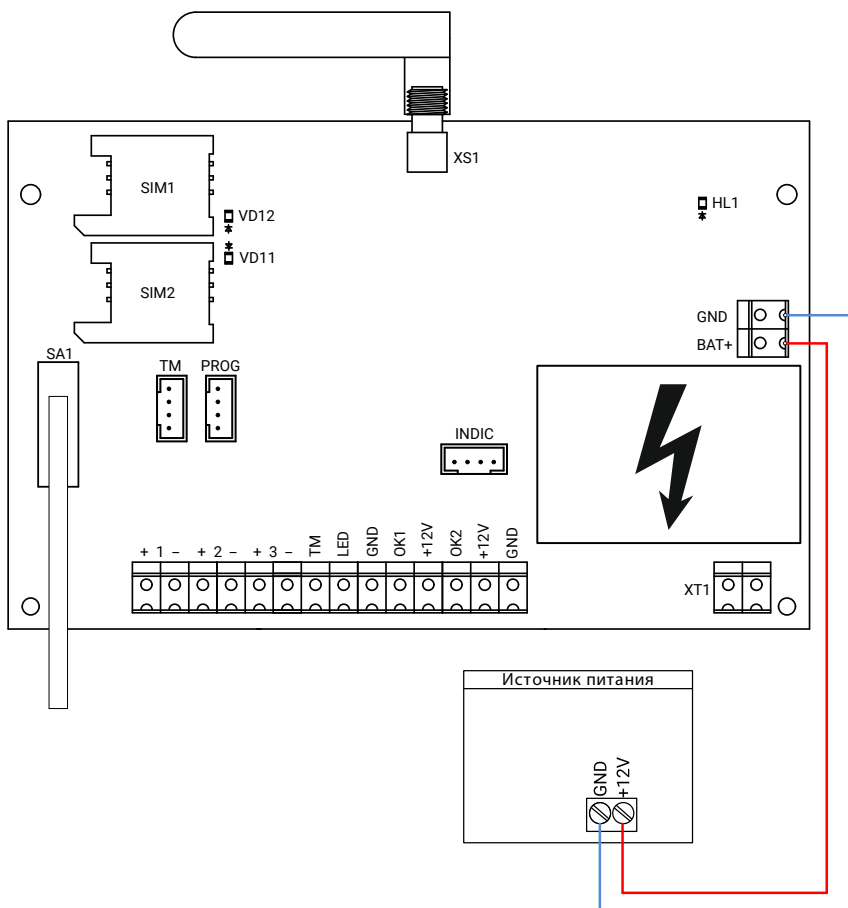 XS1
SIM1
HL1
VD12
VD11
SIM2
GND
BAT+
SA1
TM PROG
INDIC
+ 1 – + 2 – + 3 – TM LED GND OK1 +12V OK2 +12V GND
XT1
Источник питания
GND
+12V